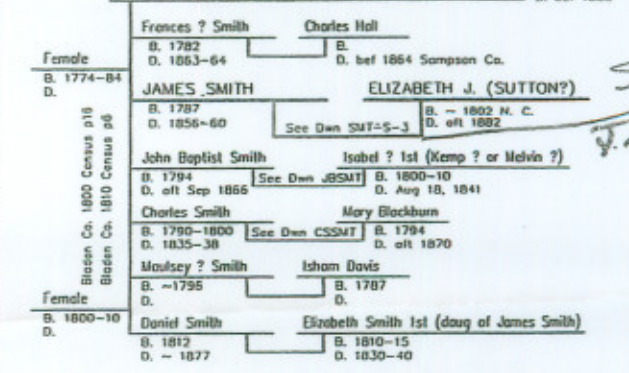 Frances ? Smith Charles Hall
B. 1782 B.
D. 1863-64 D. bef 1864 Sampson Co.
Female
B. 1774-84
D.
JAMES SMITH ELIZABETH J. (SUTTON?)
B. 1787 B. ~ 1802 N. C.
D. 1856-60 See Dwn SMT-S-3 D. aft 1882
John Baptist Smith Isabel ? 1st (Kemp ? or Melvin ?)
B. 1794 See Dwn JBSMT B. 1800-10
D. aft Sep 1866 D. Aug 18, 1841
Charles Smith Mary Blackburn
B. 1790-1800 See Dwn CSSMT B. 1794
D. 1835-38 D. aft 1870
Maulsey ? Smith Isham Davis
B. ~1795 B. 1787
D. D.
Bladen Co. 1800 Census p16
Bladen Co. 1810 Census p6
Female
B. 1800-10
D.
Daniel Smith Elizabeth Smith 1st (daug of James Smith)
B. 1812 B. 1810-15
D. ~ 1877 D. 1830-40